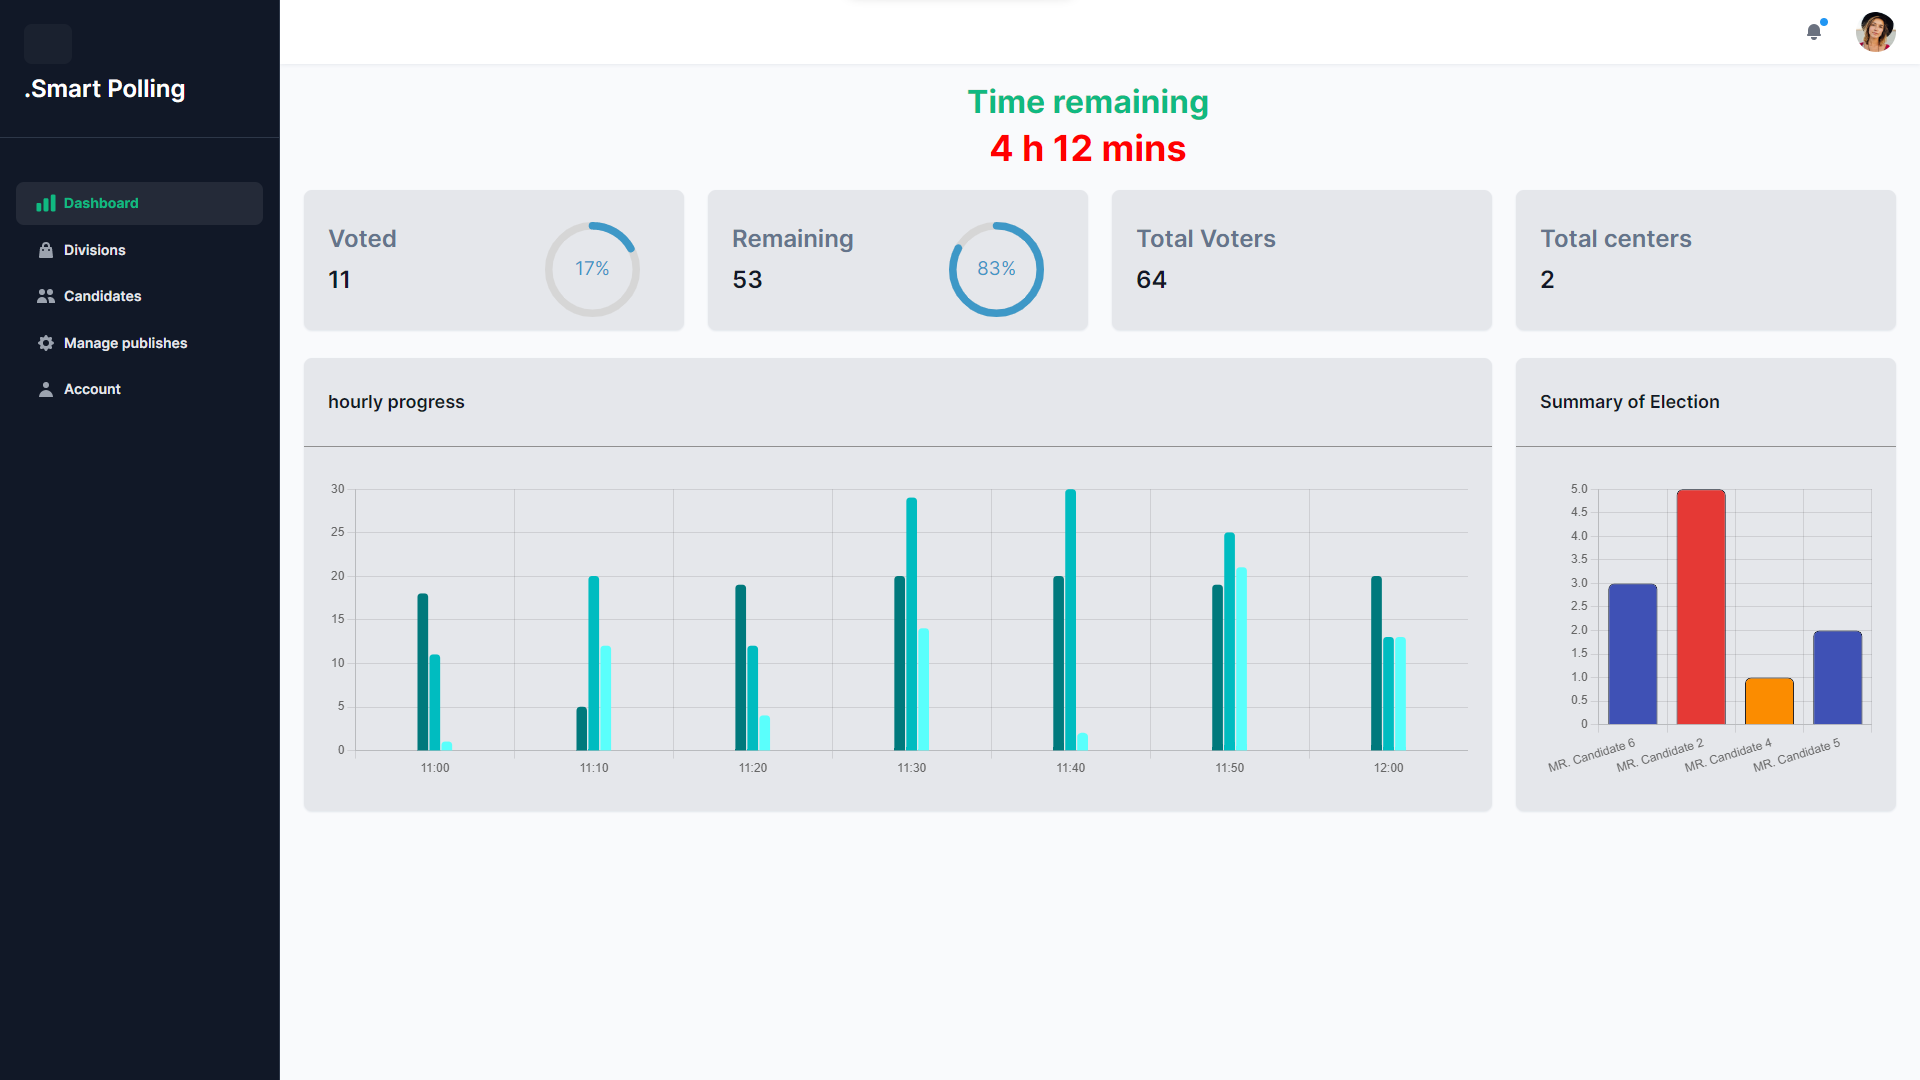 .Smart Polling
Dashboard
Divisions
Candidates
Manage publishes
Account
Time remaining
4 h 12 mins
Voted
11
17%
Remaining
53
83%
Total Voters
64
Total centers
2
hourly progress
30
25
20
15
10
5
0
11:00 11:10 11:20 11:30 11:40 11:50 12:00
Summary of Election
5.0
4.5
4.0
3.5
3.0
2.5
2.0
1.5
1.0
0.5
0
MR. Candidate 6
MR. Candidate 2
MR. Candidate 4
MR. Candidate 5